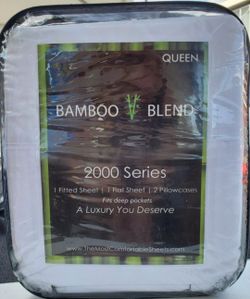 QUEEN
BAMBOO BLEND
2000 Series
1 Fitted Sheet | 1 Flat Sheet | 2 Pillowcases
Fits deep pockets
A Luxury You Deserve
www.TheMostComfortableSheets.com